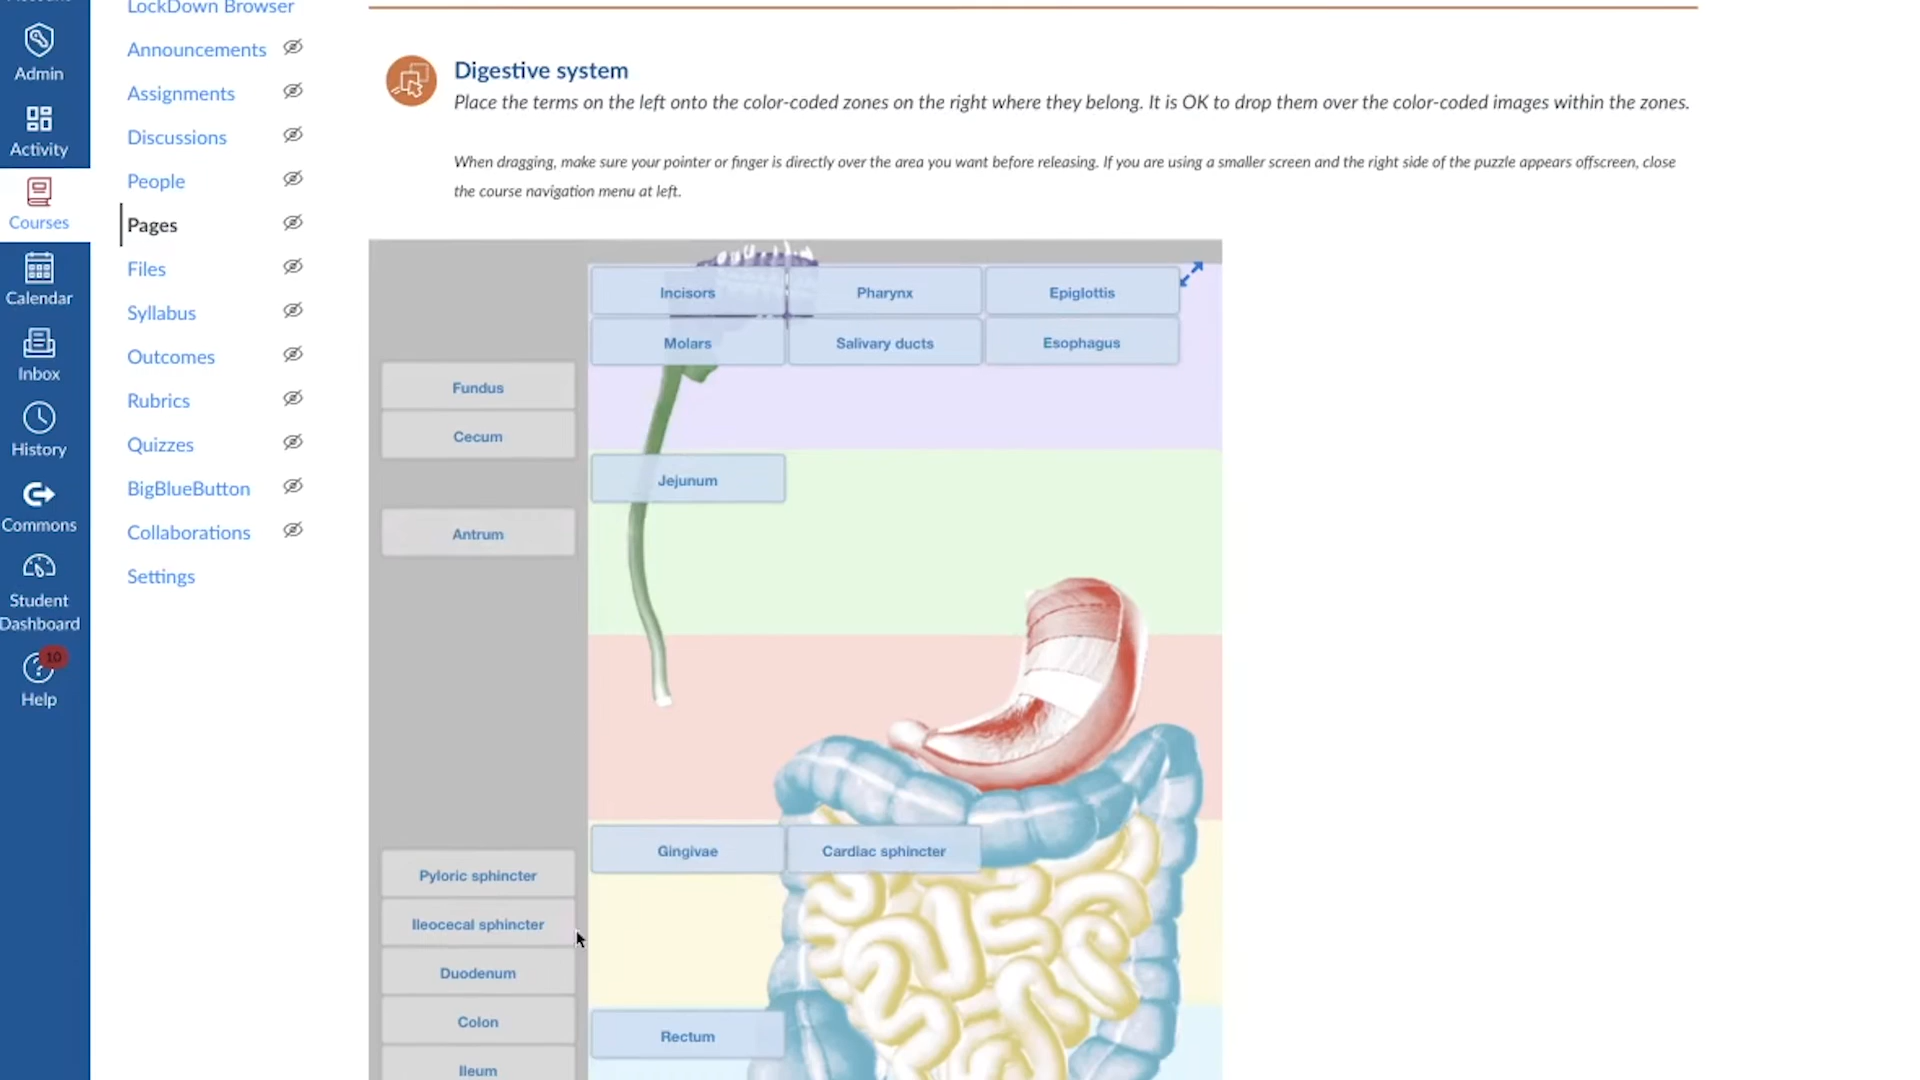 LockDown Browser
Admin
Announcements
Assignments
Activity
Discussions
People
Courses
Pages
Files
Calendar
Syllabus
Outcomes
Inbox
Rubrics
History
Quizzes
BigBlueButton
Commons
Collaborations
Settings
Student
Dashboard
10
Help
Digestive system
Place the terms on the left onto the color-coded zones on the right where they belong. It is OK to drop them over the color-coded images within the zones.
When dragging, make sure your pointer or finger is directly over the area you want before releasing. If you are using a smaller screen and the right side of the puzzle appears offscreen, close
the course navigation menu at left.
Incisors Pharynx Epiglottis
Molars Salivary ducts Esophagus
Fundus
Cecum
Jejunum
Antrum
Gingivae Cardiac sphincter
Pyloric sphincter
Ileocecal sphincter
Duodenum
Colon
Rectum
Ileum